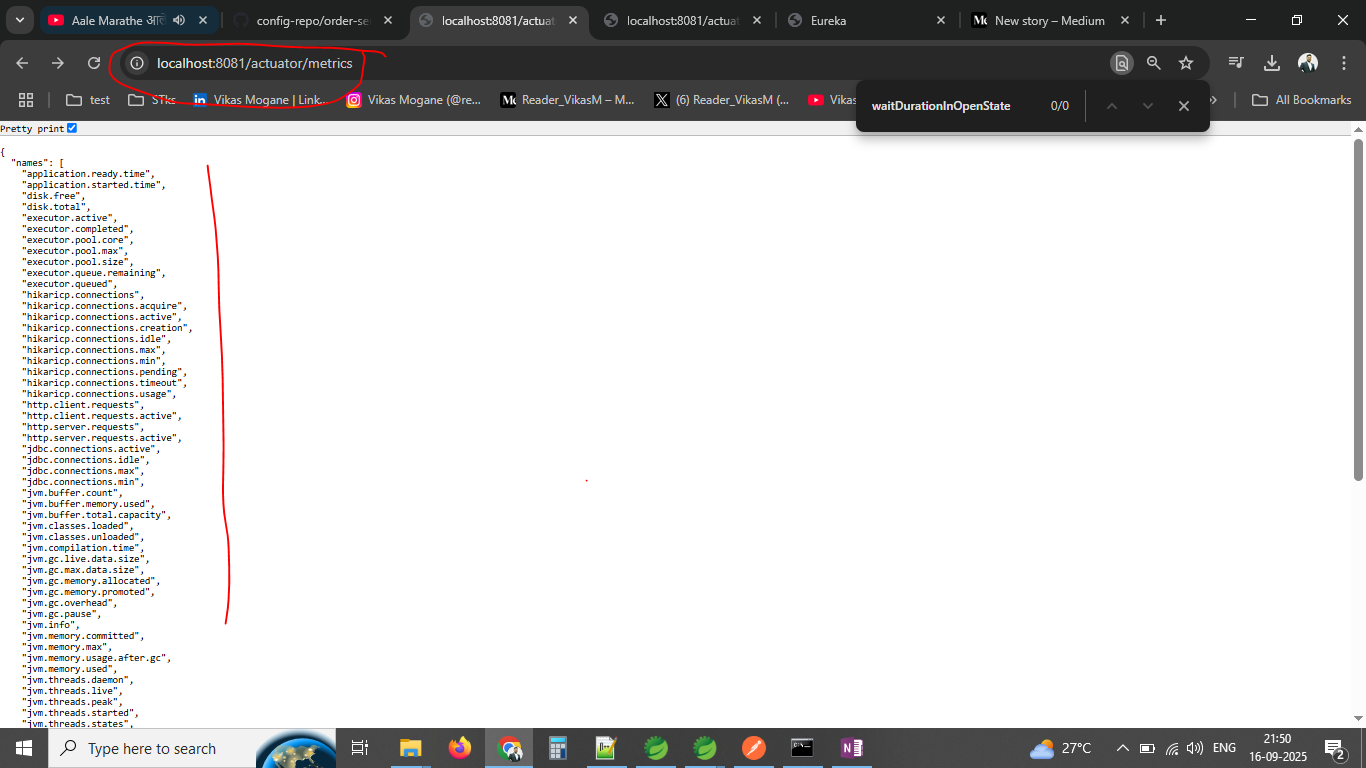 Aale Marathe आले
config-repo/order-se
localhost:8081/actuat
localhost:8081/actuat
Eureka
New story – Medium
localhost:8081/actuator/metrics
test
STks
Vikas Mogane | Link...
Vikas Mogane (@re...
Reader_VikasM – M...
(6) Reader_VikasM (...
Vikas
»
All Bookmarks
waitDurationInOpenState 0/0
Pretty print
{
"names": [
"application.ready.time",
"application.started.time",
"disk.free",
"disk.total",
"executor.active",
"executor.completed",
"executor.pool.core",
"executor.pool.max",
"executor.pool.size",
"executor.queue.remaining",
"executor.queued",
"hikaricp.connections",
"hikaricp.connections.acquire",
"hikaricp.connections.active",
"hikaricp.connections.creation",
"hikaricp.connections.idle",
"hikaricp.connections.max",
"hikaricp.connections.min",
"hikaricp.connections.pending",
"hikaricp.connections.timeout",
"hikaricp.connections.usage",
"http.client.requests",
"http.client.requests.active",
"http.server.requests",
"http.server.requests.active",
"jdbc.connections.active",
"jdbc.connections.idle",
"jdbc.connections.max",
"jdbc.connections.min",
"jvm.buffer.count",
"jvm.buffer.memory.used",
"jvm.buffer.total.capacity",
"jvm.classes.loaded",
"jvm.classes.unloaded",
"jvm.compilation.time",
"jvm.gc.live.data.size",
"jvm.gc.max.data.size",
"jvm.gc.memory.allocated",
"jvm.gc.memory.promoted",
"jvm.gc.overhead",
"jvm.gc.pause",
"jvm.info",
"jvm.memory.committed",
"jvm.memory.max",
"jvm.memory.usage.after.gc",
"jvm.memory.used",
"jvm.threads.daemon",
"jvm.threads.live",
"jvm.threads.peak",
"jvm.threads.started",
"jvm.threads.states",
Type here to search
27°C
ENG
21:50
16-09-2025
2